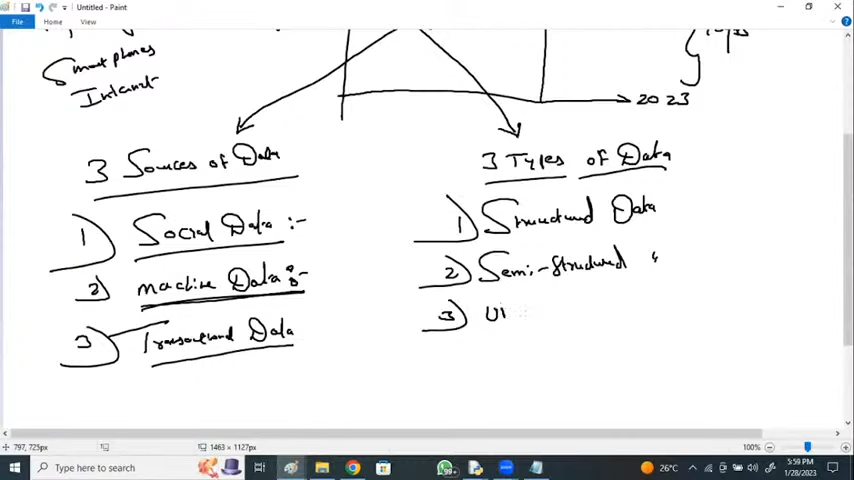 Untitled - Paint
File Home View
Smart phones
Internet
2023
3 Sources of Data
1) Social Data :-
2) machine Data :-
3) Transactional Data
3 Types of Data
1) Structured Data
2) Semi-Structured "
3) Un
797, 725px
1463 × 1127px
100%
Type here to search
99+
26°C
5:59 PM
1/28/2023